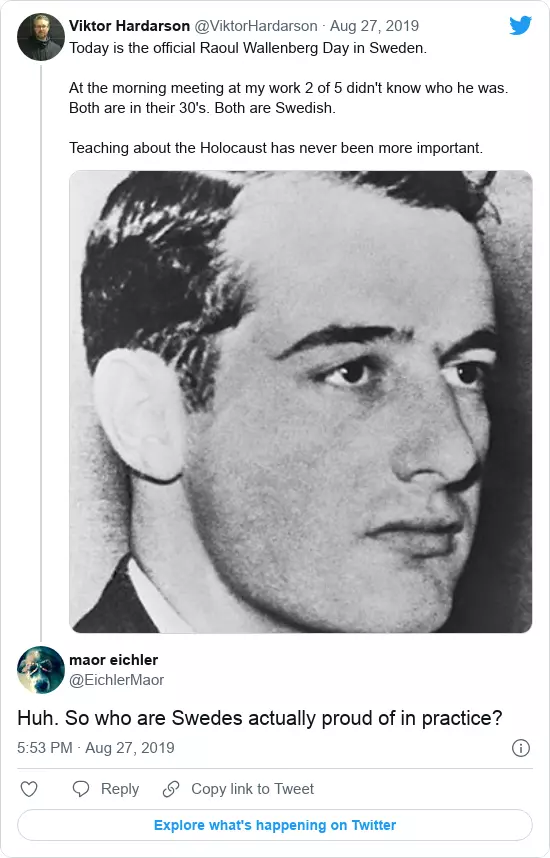 Viktor Hardarson @ViktorHardarson · Aug 27, 2019
Today is the official Raoul Wallenberg Day in Sweden.
At the morning meeting at my work 2 of 5 didn't know who he was.
Both are in their 30's. Both are Swedish.
Teaching about the Holocaust has never been more important.
maor eichler
@EichlerMaor
Huh. So who are Swedes actually proud of in practice?
5:53 PM · Aug 27, 2019
Reply Copy link to Tweet
Explore what's happening on Twitter